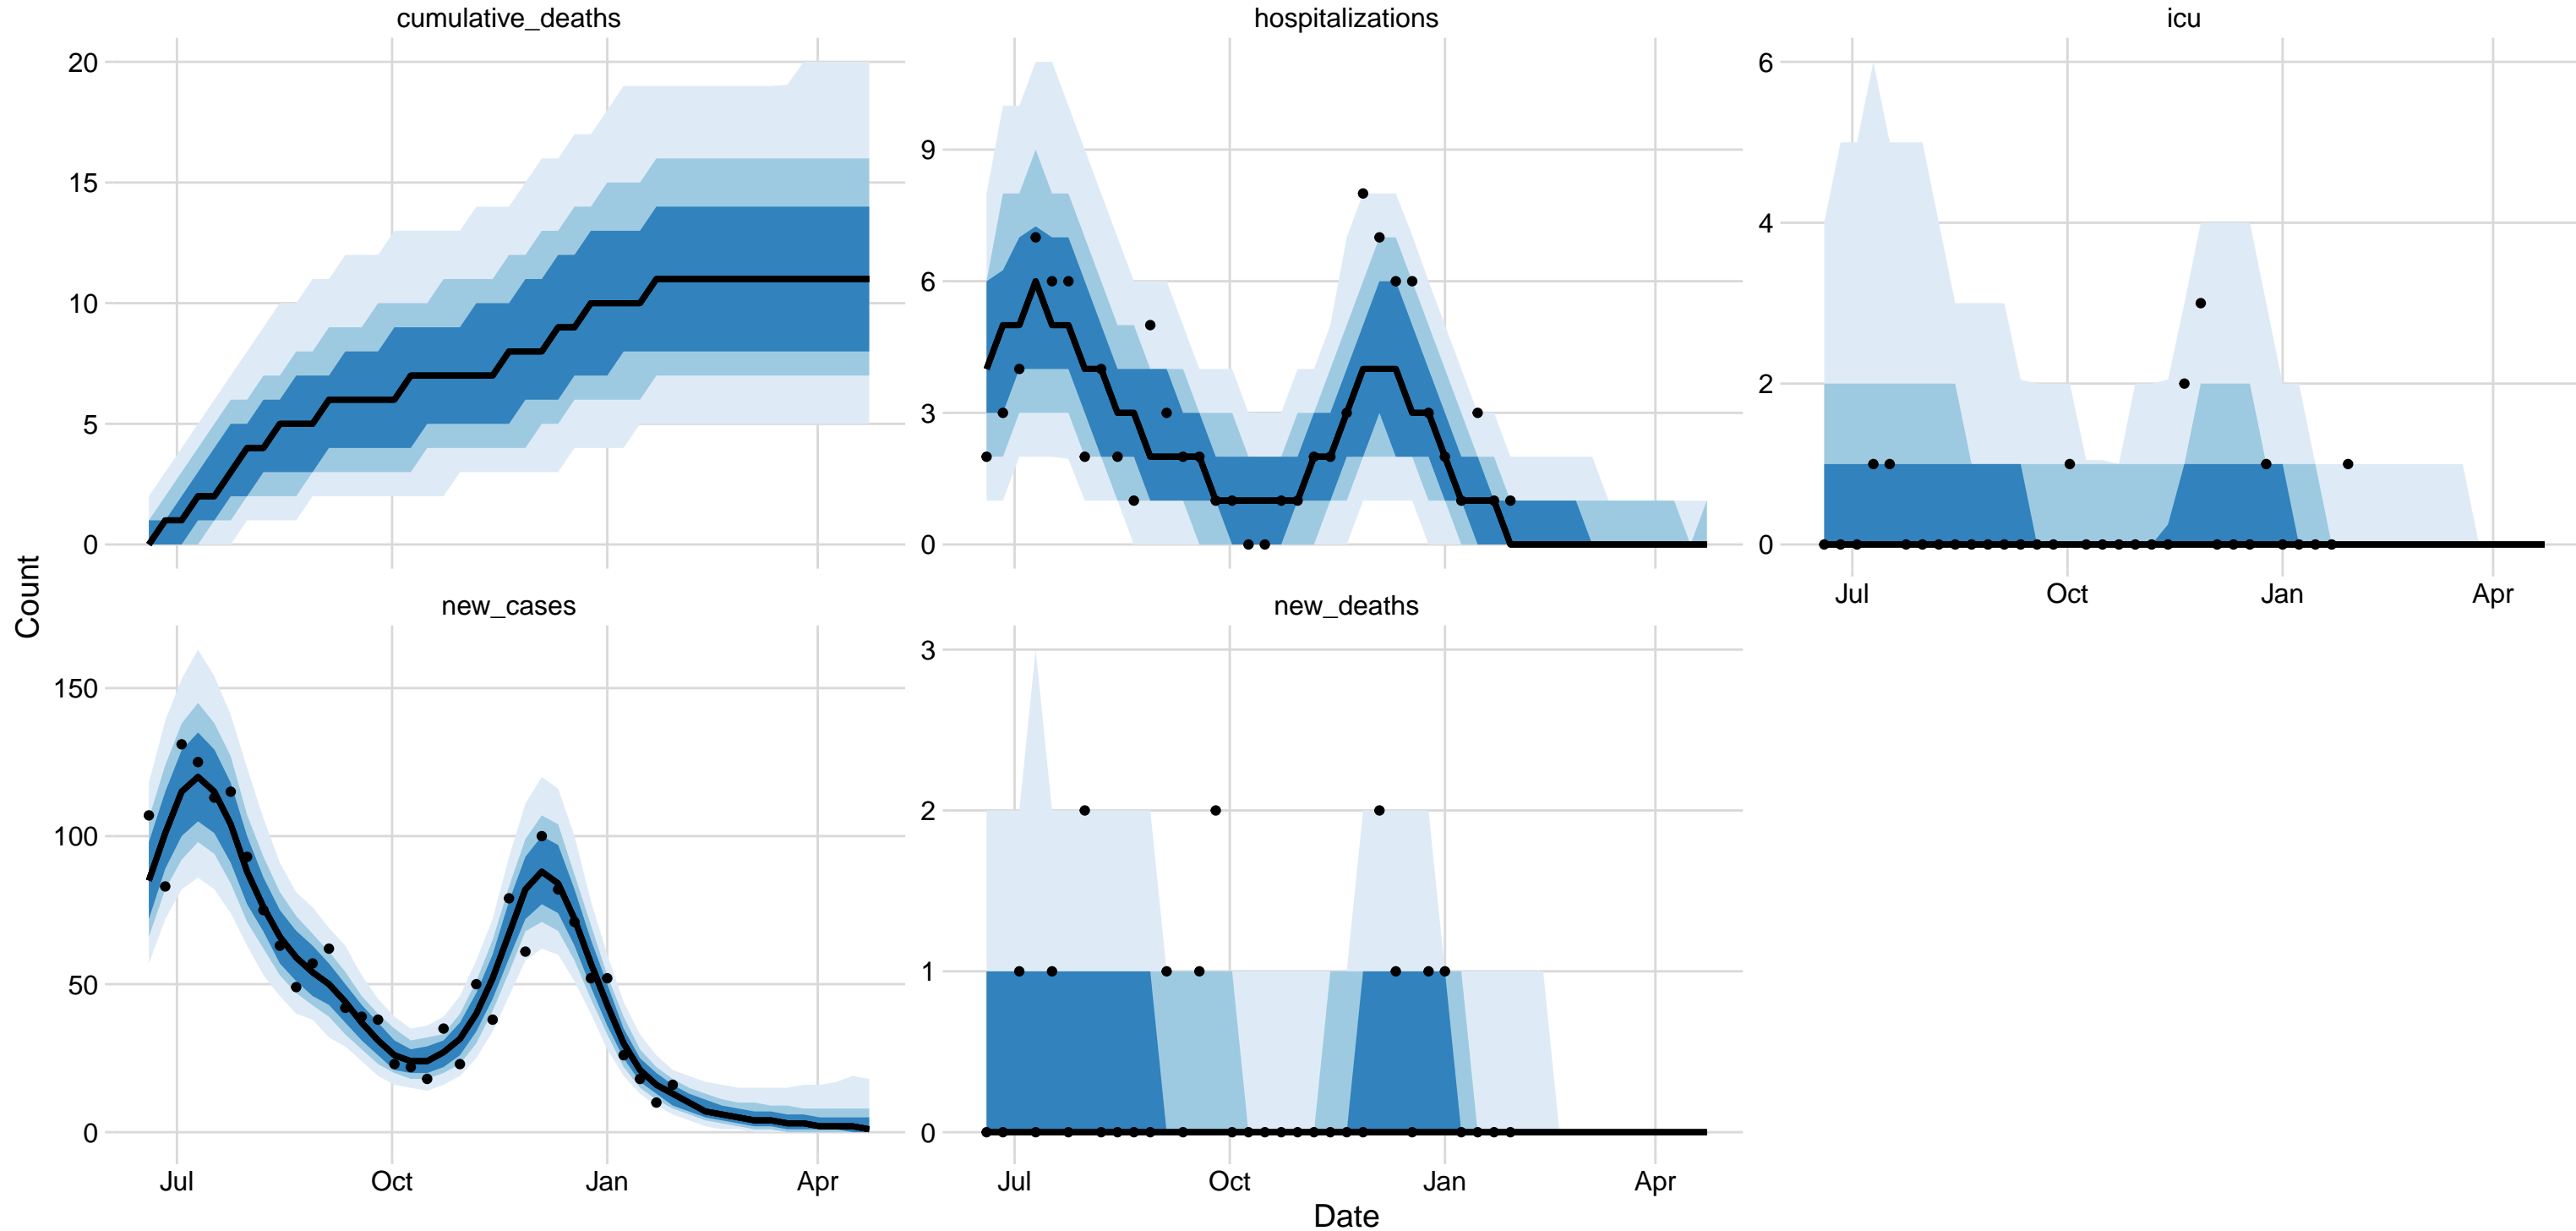 cumulative_deaths
hospitalizations
icu
20
15
10
5
0
9
6
3
0
6
4
2
0
Jul Oct Jan Apr
Count
new_cases
new_deaths
150
100
50
0
3
2
1
0
Jul Oct Jan Apr
Jul Oct Jan Apr
Date